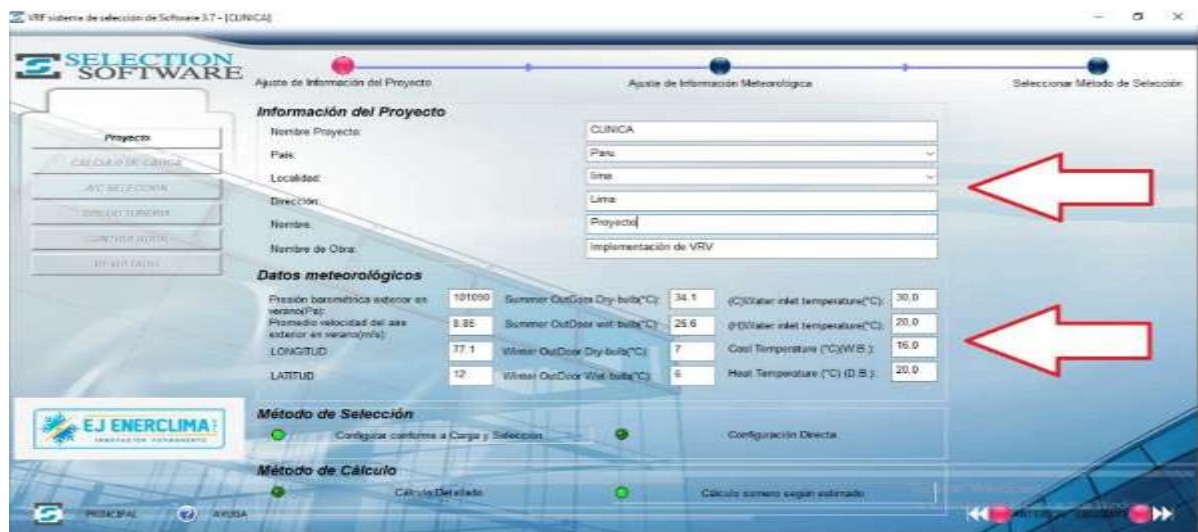 VRF sistema de selección de Software 3.7 - [CLINICA]
SELECTION
SOFTWARE
Ajuste de Información del Proyecto
Ajuste de Información Meteorológica
Seleccionar Método de Selección
Proyecto
CALCULO DE CARGA
A/C SELECCION
Información del Proyecto
Nombre Proyecto: CLINICA
País: Peru
Localidad: lima
Dirección: Lima
Nombre: Proyecto
Nombre de Obra: Implementación de VRV
Datos meteorológicos
Presión barométrica exterior en verano(Pa): 101090 Summer OutDoor Dry-bulb(°C): 34.1 (C)Water inlet temperature(°C): 30,0
Promedio velocidad del aire exterior en verano(m/s): 8.86 Summer OutDoor wet-bulb(°C): 26.6 (H)Water inlet temperature(°C): 20,0
LONGITUD 77.1 Winter OutDoor Dry-bulb(°C): 7 Cool Temperature (°C)(W.B.): 16.0
LATITUD 12 Winter OutDoor Wet-bulb(°C): 6 Heat Temperature (°C) (D.B.): 20,0
Método de Selección
Configurar conforme a Carga y Selección
Configuración Directa
EJ ENERCLIMA
Método de Cálculo
Cálculo Detallado
Cálculo somero según estimado
PRINCIPAL
AYUDA